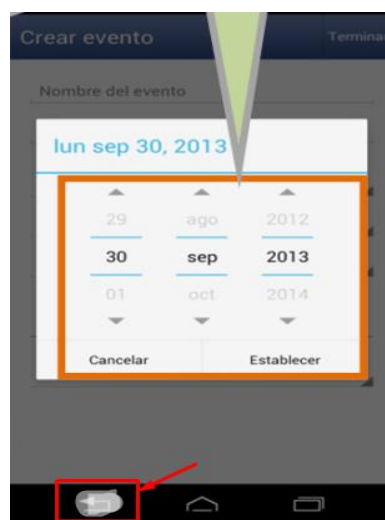 Crear evento Termina
Nombre del evento
lun sep 30, 2013
29 ago 2012
30 sep 2013
01 oct 2014
Cancelar Establecer